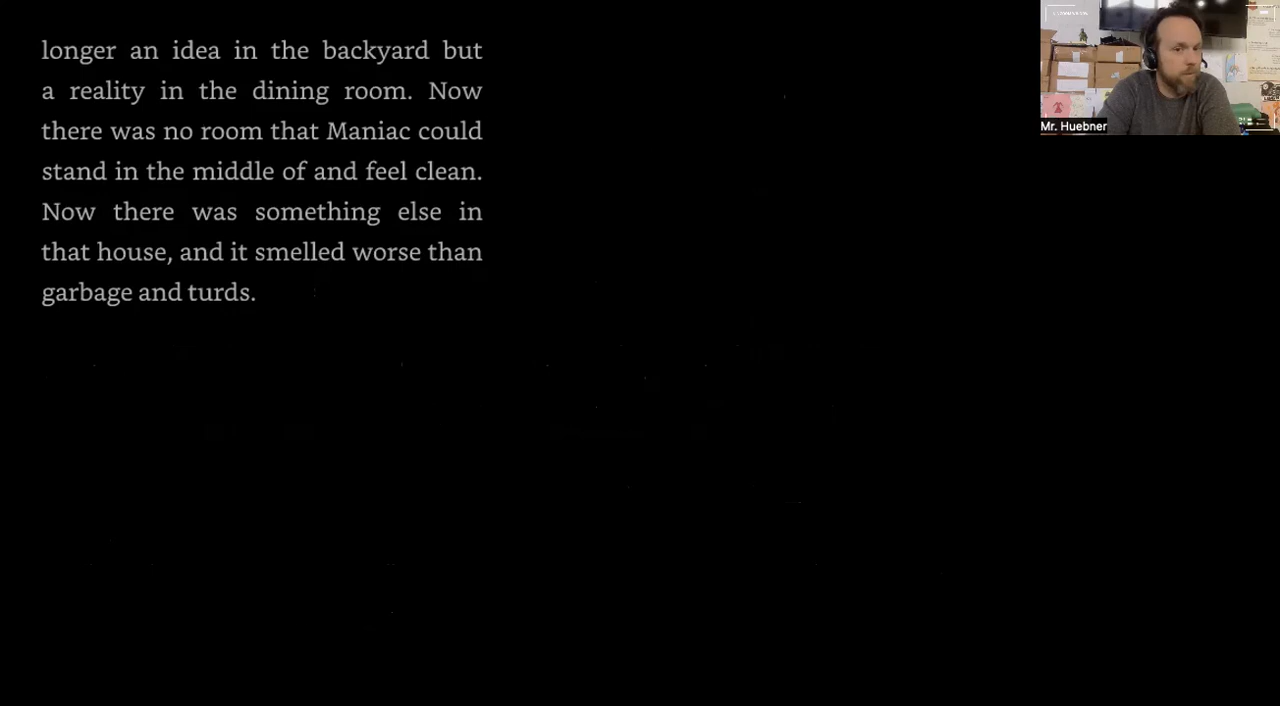 longer an idea in the backyard but
a reality in the dining room. Now
there was no room that Maniac could
stand in the middle of and feel clean.
Now there was something else in
that house, and it smelled worse than
garbage and turds.
Mr. Huebner